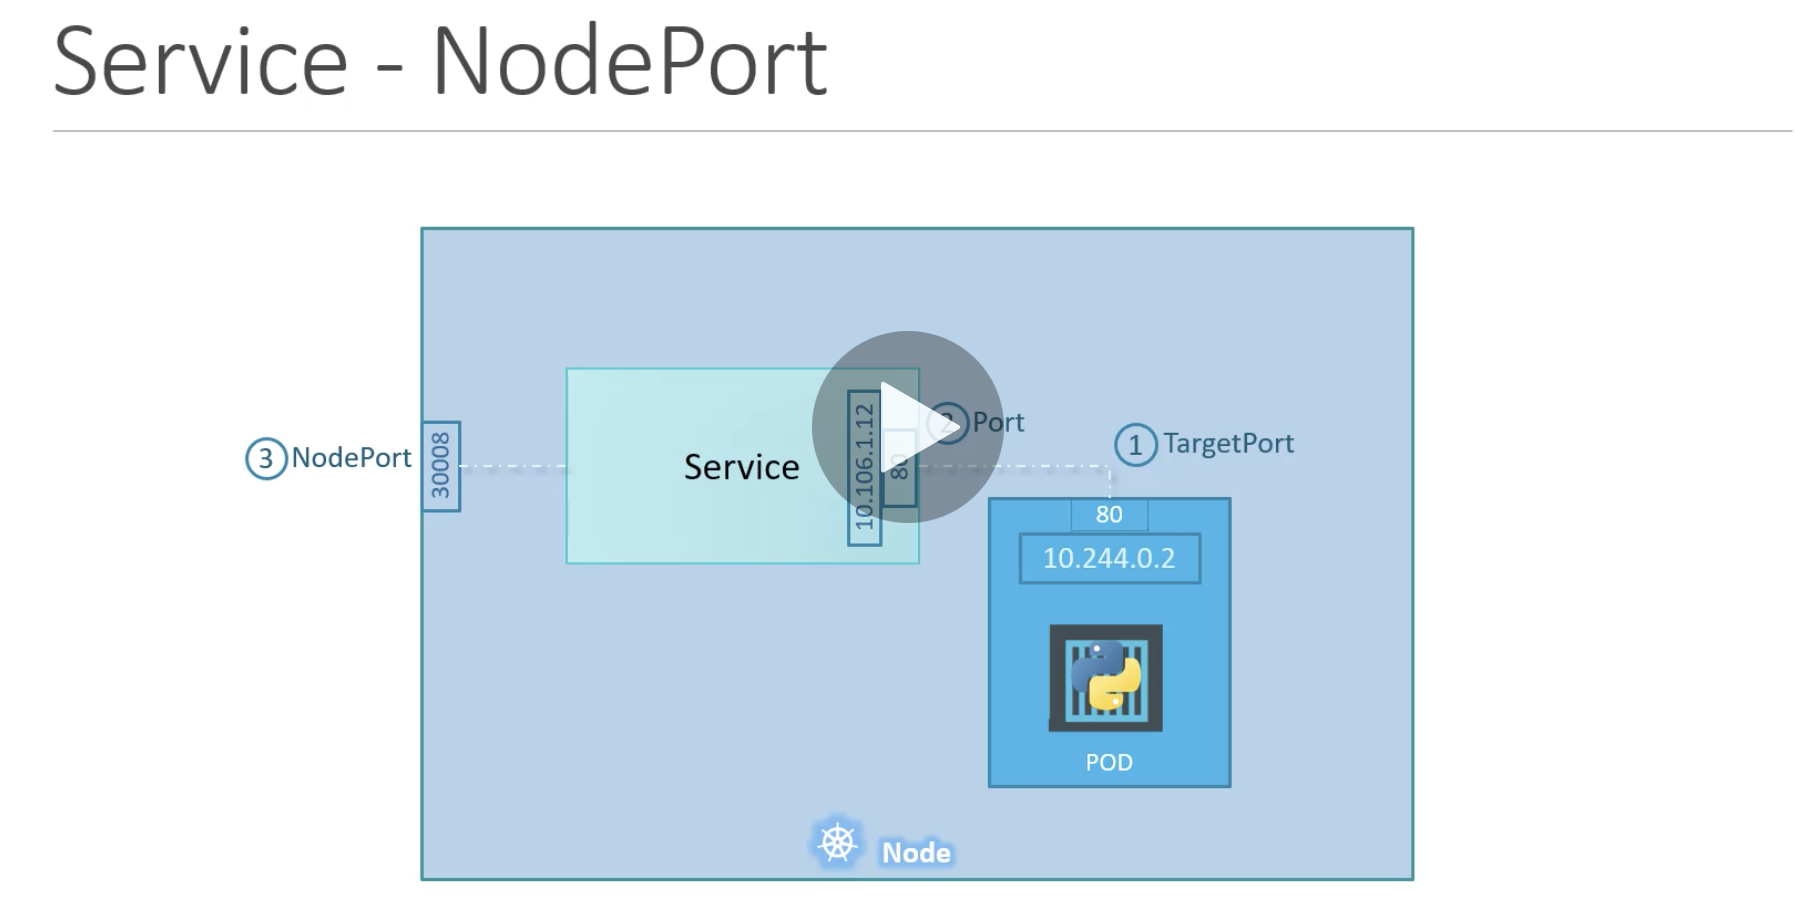 Service - NodePort
3 NodePort
30008
Service
10.106.1.12
80
2 Port
1 TargetPort
80
10.244.0.2
POD
Node